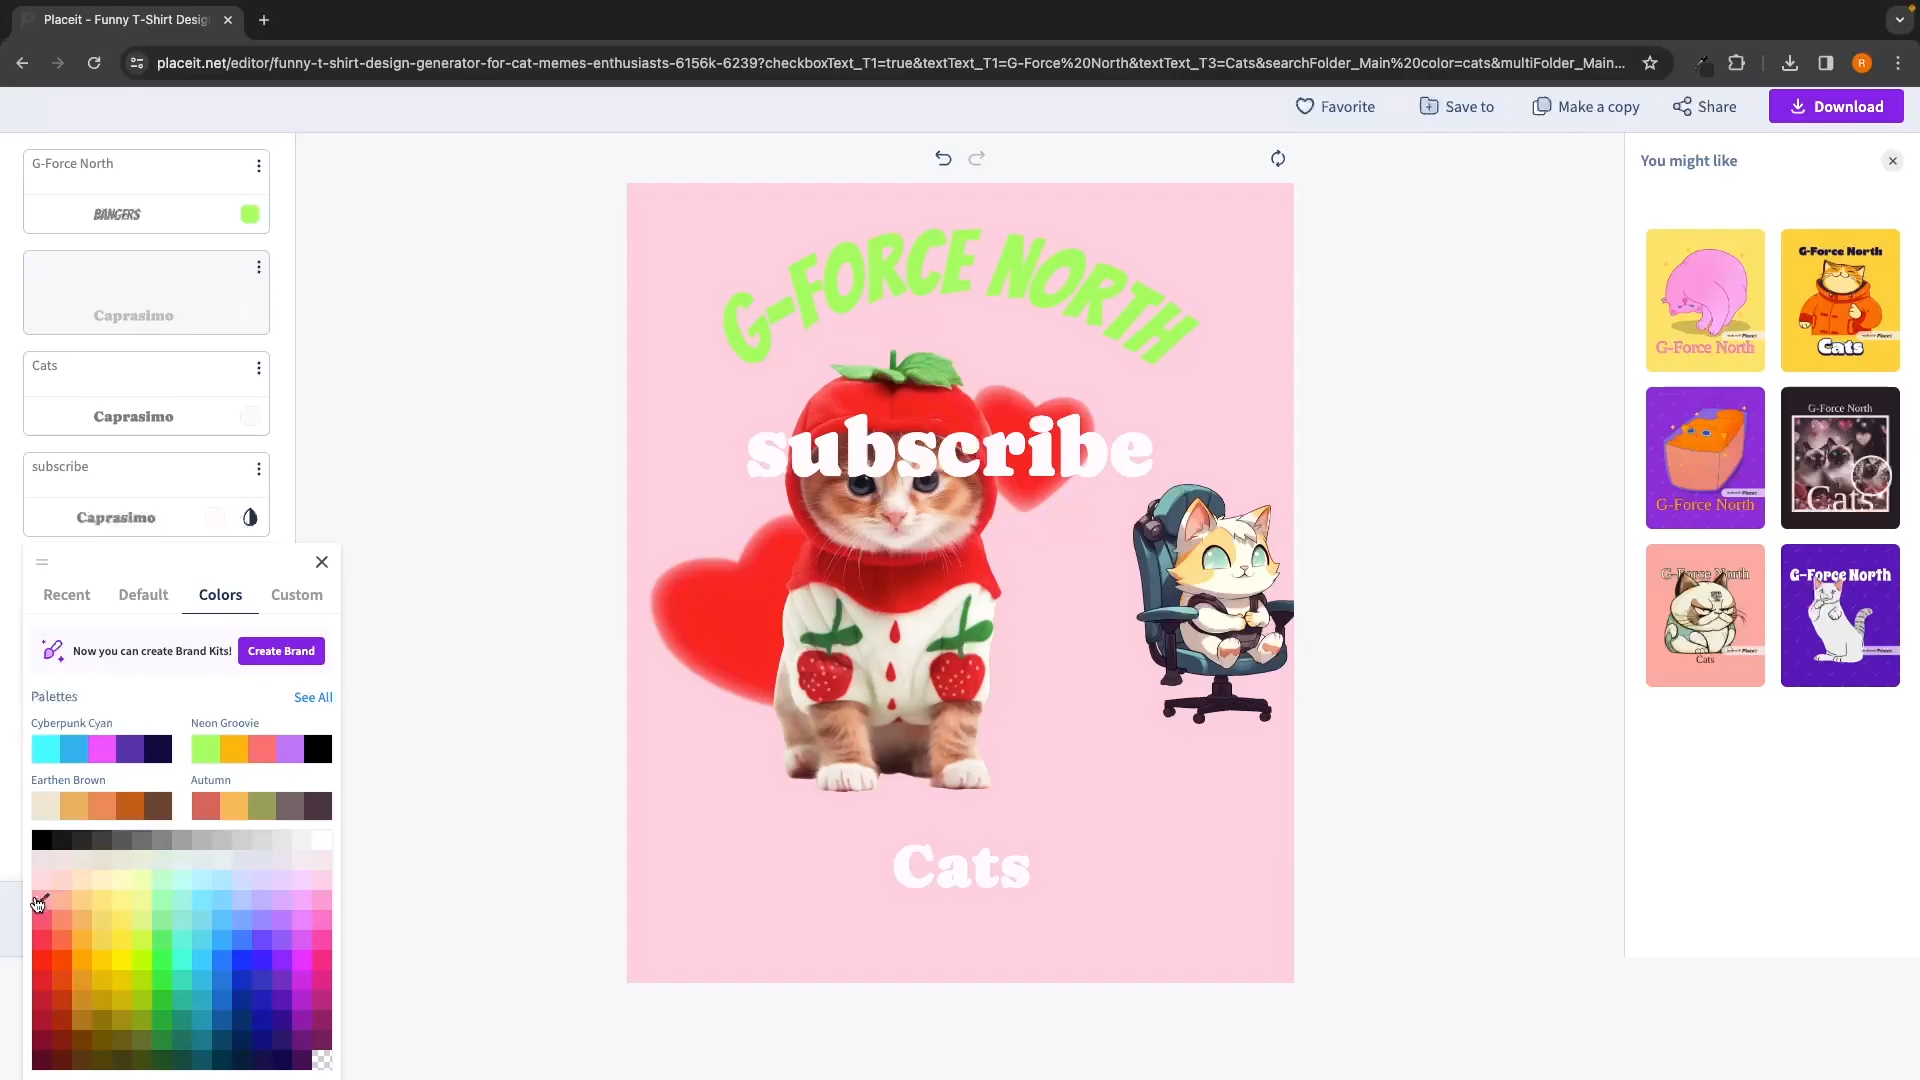 Placeit - Funny T-Shirt Desig
placeit.net/editor/funny-t-shirt-design-generator-for-cat-memes-enthusiasts-6156k-6239?checkboxText_T1=true&textText_T1=G-Force%20North&textText_T3=Cats&searchFolder_Main%20color=cats&multiFolder_Main...
R
Favorite
Save to
Make a copy
Share
Download
G-Force North
BANGERS
Caprasimo
Cats
Caprasimo
subscribe
Caprasimo
Recent
Default
Colors
Custom
Now you can create Brand Kits!
Create Brand
Palettes
See All
Cyberpunk Cyan
Neon Groovie
Earthen Brown
Autumn
G-FORCE NORTH
subscribe
Cats
You might like
G-Force North
G-Force North
Cats
G-Force North
G-Force North
Cats
G-Force North
Cats
G-Force North